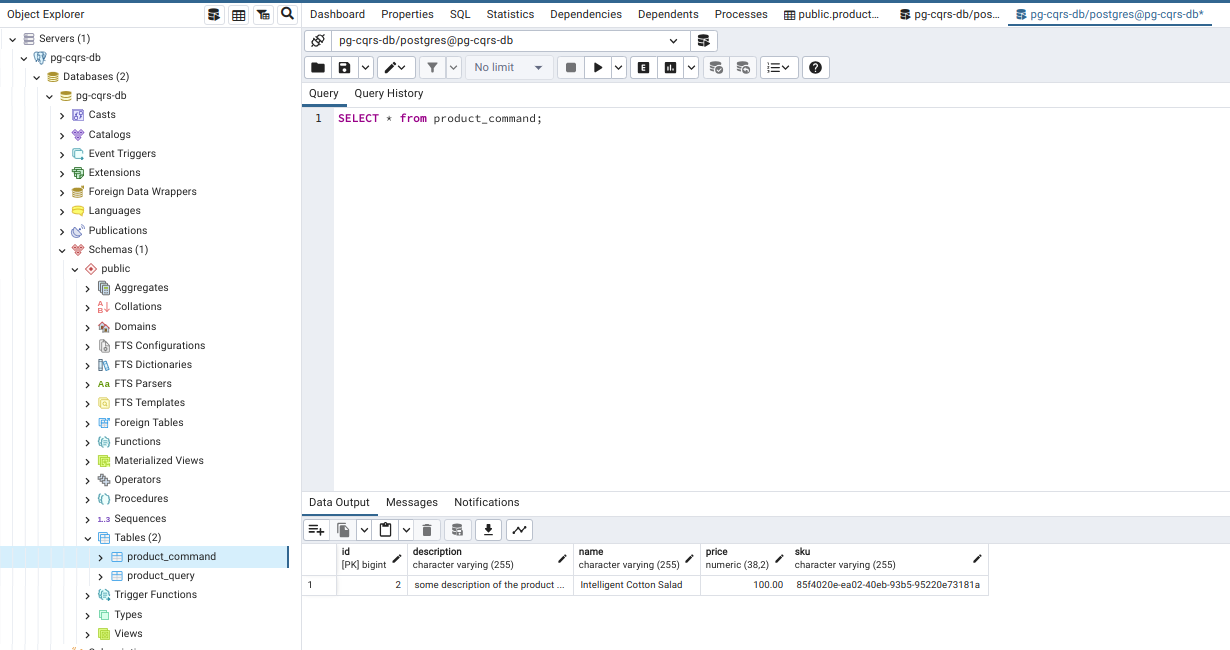 Object Explorer
Dashboard Properties SQL Statistics Dependencies Dependents Processes public.product... pg-cqrs-db/pos... pg-cqrs-db/postgres@pg-cqrs-db*
Servers (1)
pg-cqrs-db
Databases (2)
pg-cqrs-db
Casts
Catalogs
Event Triggers
Extensions
Foreign Data Wrappers
Languages
Publications
Schemas (1)
public
Aggregates
Collations
Domains
FTS Configurations
FTS Dictionaries
Aa FTS Parsers
FTS Templates
Foreign Tables
Functions
Materialized Views
Operators
Procedures
1..3 Sequences
Tables (2)
product_command
product_query
Trigger Functions
Types
Views
pg-cqrs-db/postgres@pg-cqrs-db
No limit E
Query Query History
1 SELECT * from product_command;
Data Output Messages Notifications
id description name price sku
[PK] bigint character varying (255) character varying (255) numeric (38,2) character varying (255)
1 2 some description of the product ... Intelligent Cotton Salad 100.00 85f4020e-ea02-40eb-93b5-95220e73181a